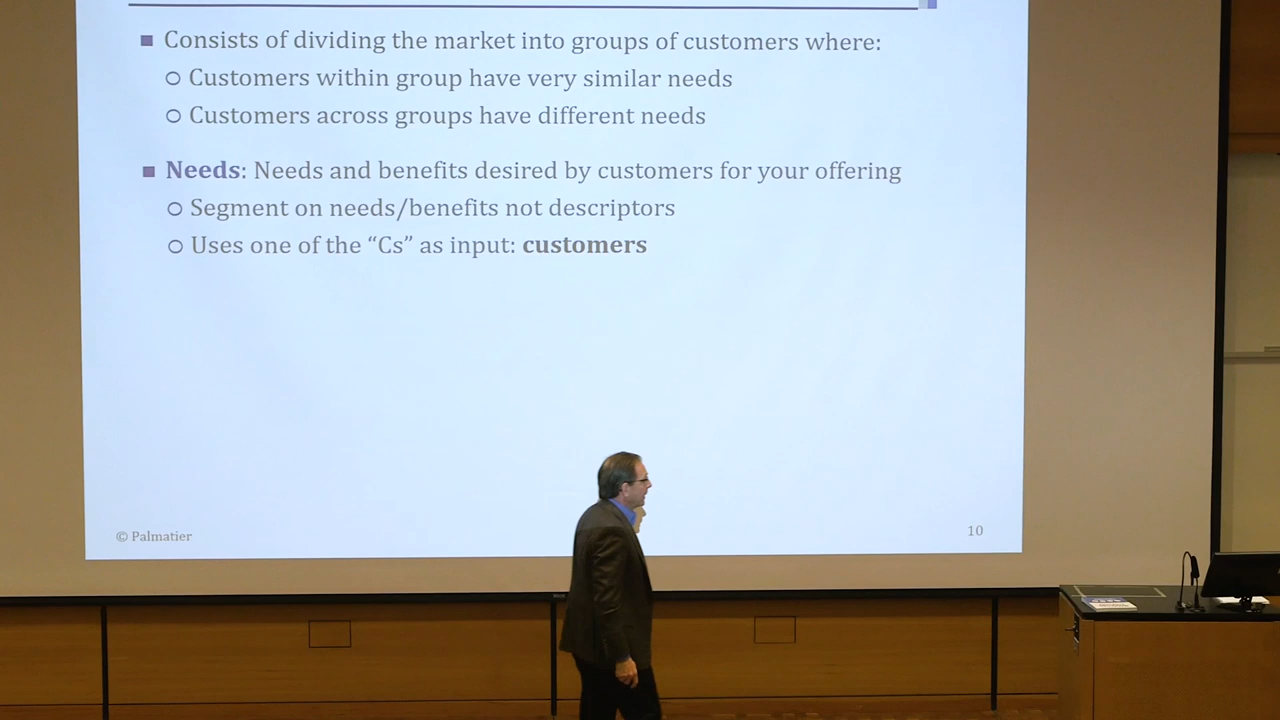 ■ Consists of dividing the market into groups of customers where:
○ Customers within group have very similar needs
○ Customers across groups have different needs
■ Needs: Needs and benefits desired by customers for your offering
○ Segment on needs/benefits not descriptors
○ Uses one of the “Cs” as input: customers
© Palmatier
10